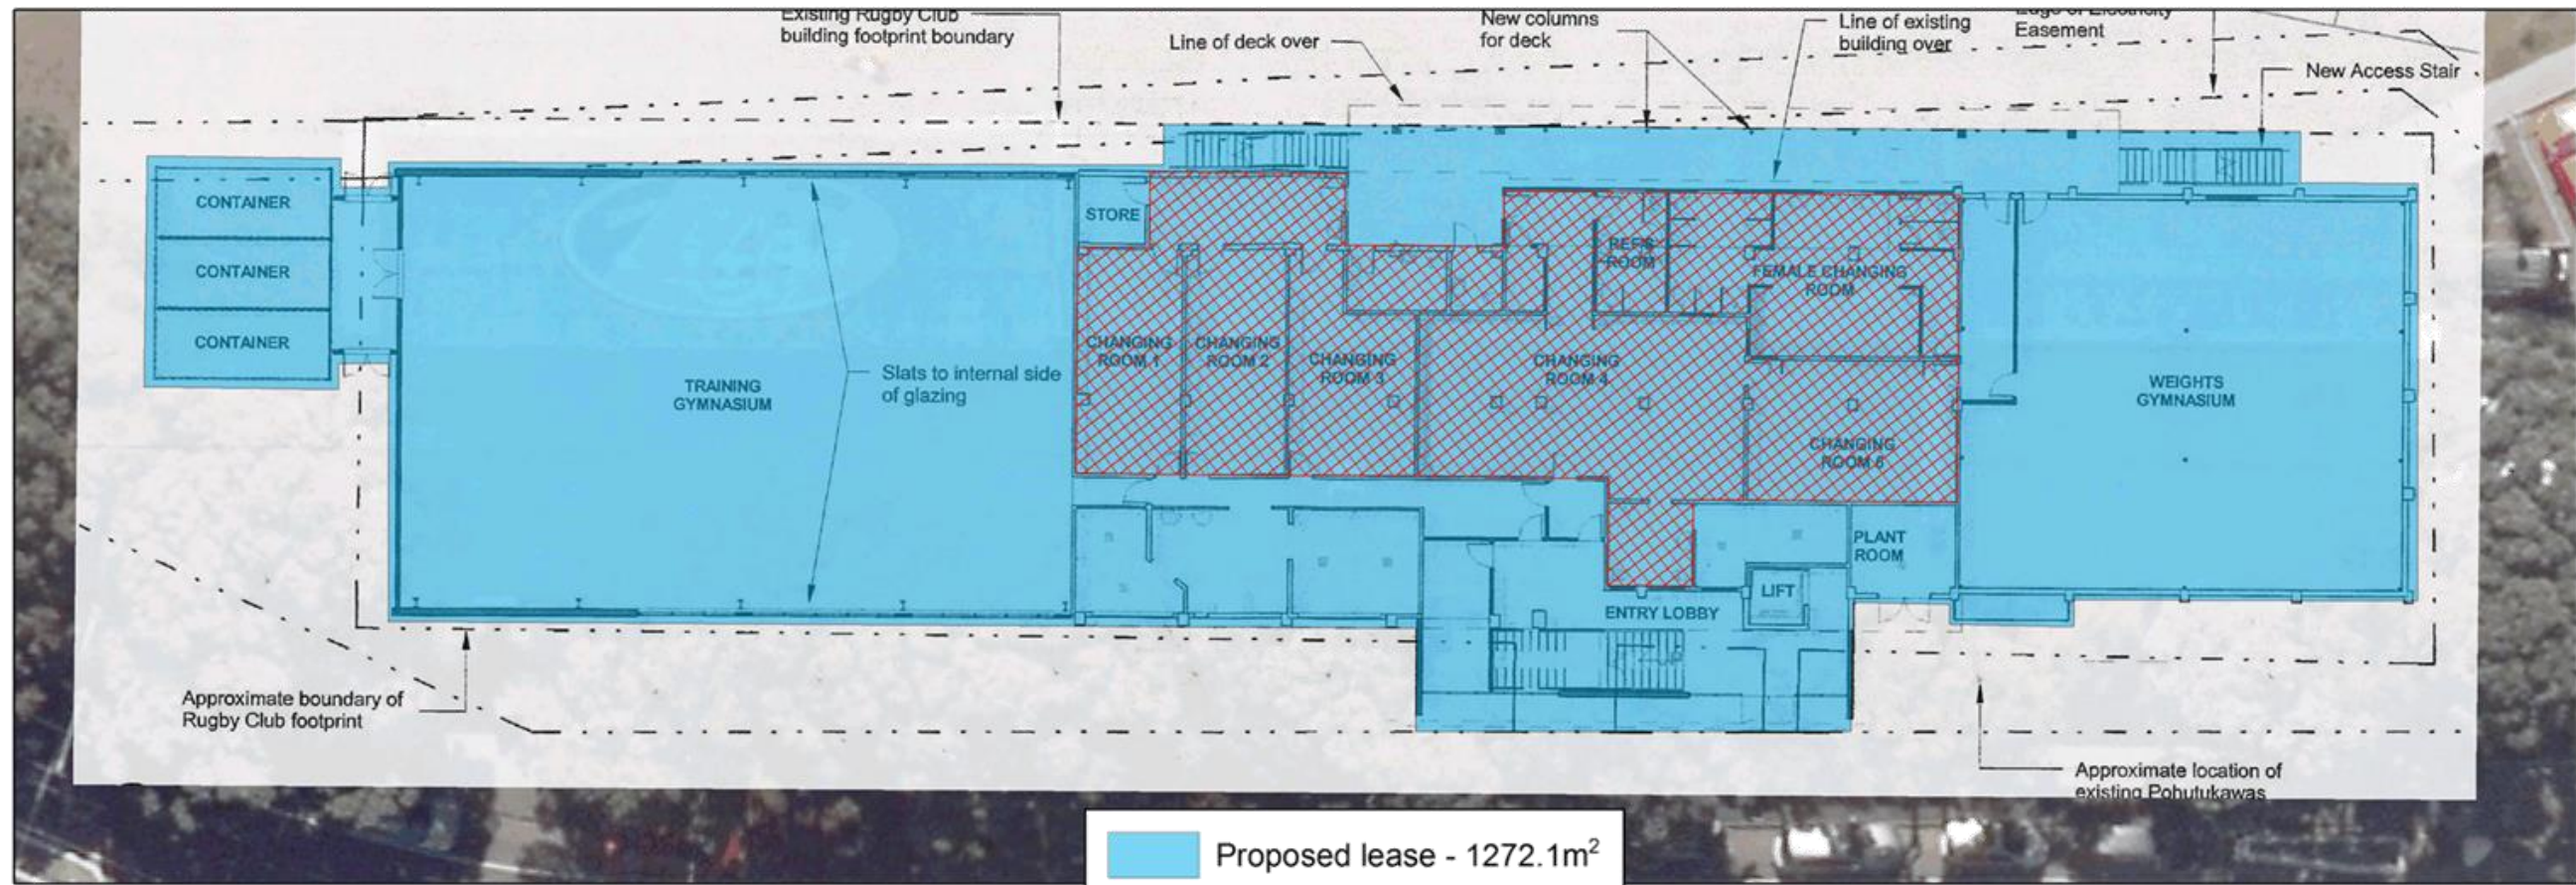 Existing Rugby Club
building footprint boundary
Line of deck over
New columns
for deck
Line of existing
building over
Edge of Electricity
Easement
New Access Stair
CONTAINER
CONTAINER
CONTAINER
STORE
REF'S
ROOM
FEMALE CHANGING
ROOM
CHANGING
ROOM 1
CHANGING
ROOM 2
CHANGING
ROOM 3
CHANGING
ROOM 4
CHANGING
ROOM 5
TRAINING
GYMNASIUM
Slats to internal side
of glazing
WEIGHTS
GYMNASIUM
PLANT
ROOM
LIFT
ENTRY LOBBY
Approximate boundary of
Rugby Club footprint
Approximate location of
existing Pohutukawas
Proposed lease - 1272.1m²